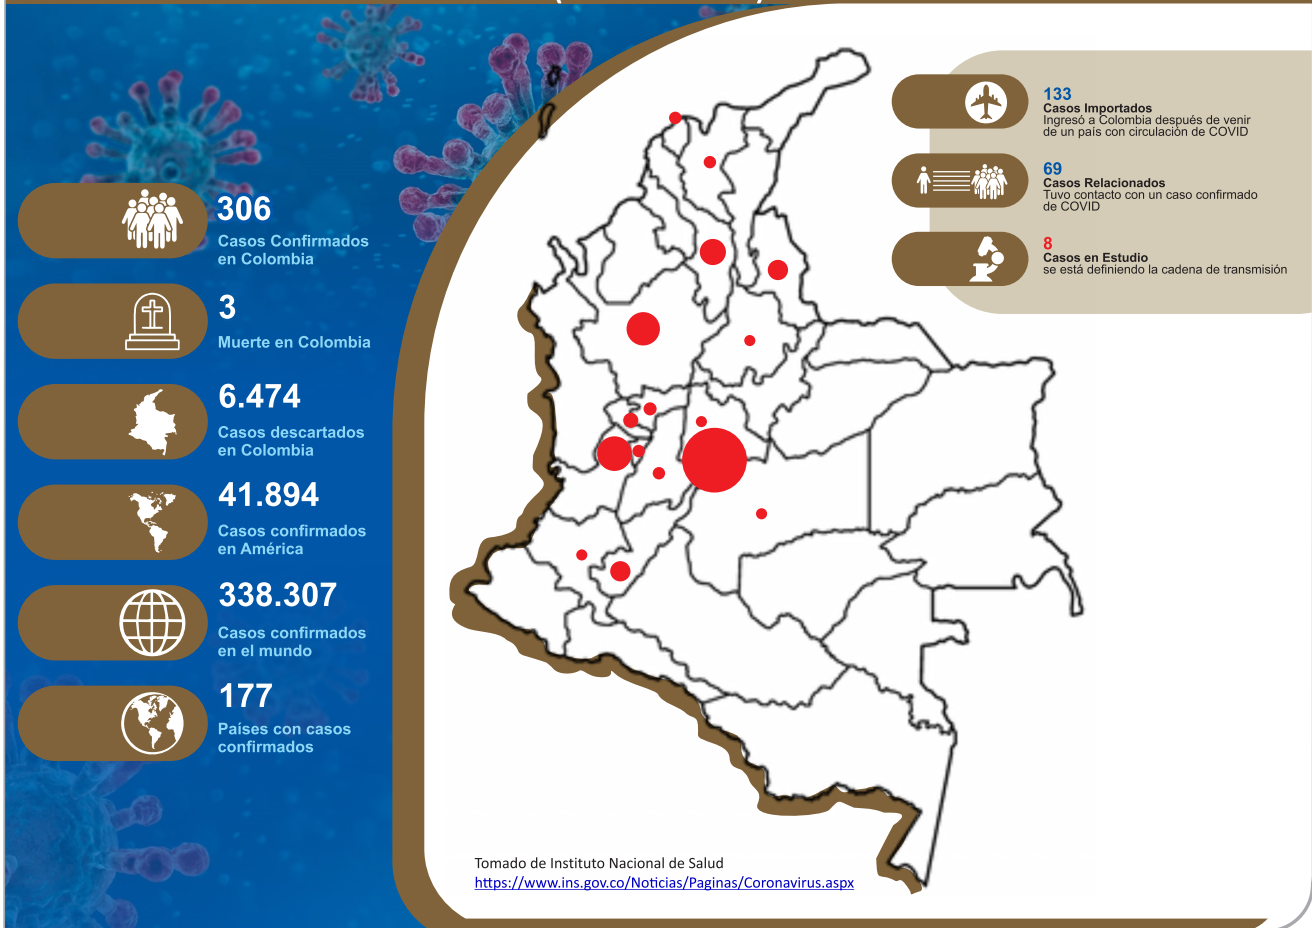 306
Casos Confirmados
en Colombia
3
Muerte en Colombia
6.474
Casos descartados
en Colombia
41.894
Casos confirmados
en América
338.307
Casos confirmados
en el mundo
177
Países con casos
confirmados
133
Casos Importados
Ingresó a Colombia después de venir
de un país con circulación de COVID
69
Casos Relacionados
Tuvo contacto con un caso confirmado
de COVID
8
Casos en Estudio
se está definiendo la cadena de transmisión
Tomado de Instituto Nacional de Salud
https://www.ins.gov.co/Noticias/Paginas/Coronavirus.aspx